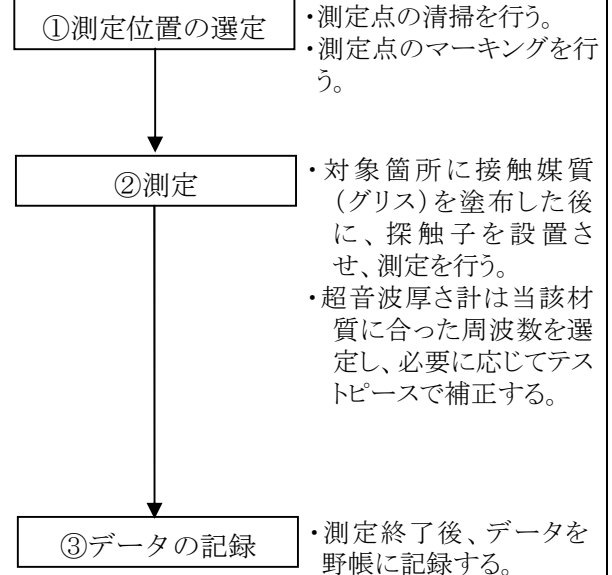 ①測定位置の選定
・測定点の清掃を行う。
・測定点のマーキングを行
う。
②測定
・対象箇所に接触媒質
(グリス)を塗布した後
に、探触子を設置さ
せ、測定を行う。
・超音波厚さ計は当該材
質に合った周波数を選
定し、必要に応じてテス
トピースで補正する。
③データの記録
・測定終了後、データを
野帳に記録する。